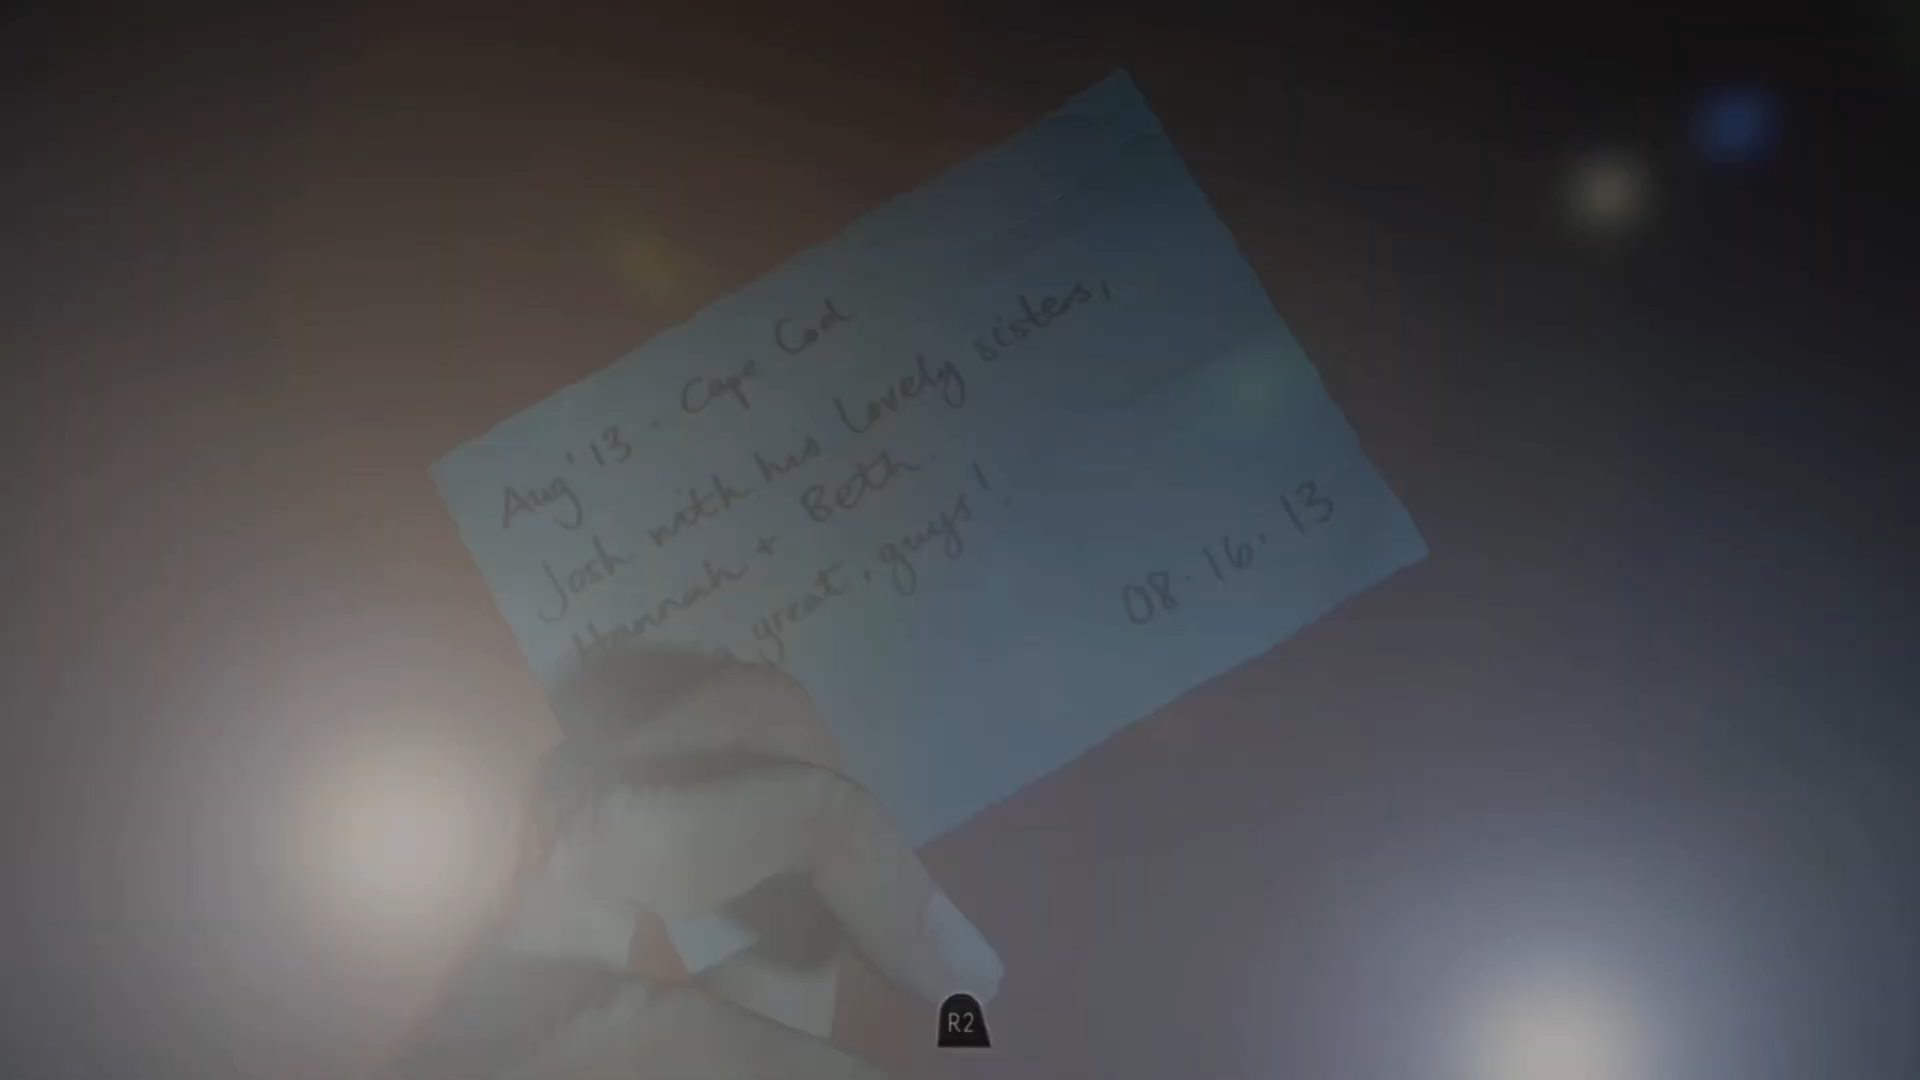 Aug '13 - Cape Cod
Josh with his lovely sisters,
Hannah + Beth.
great, guys!
08.16.13
R2